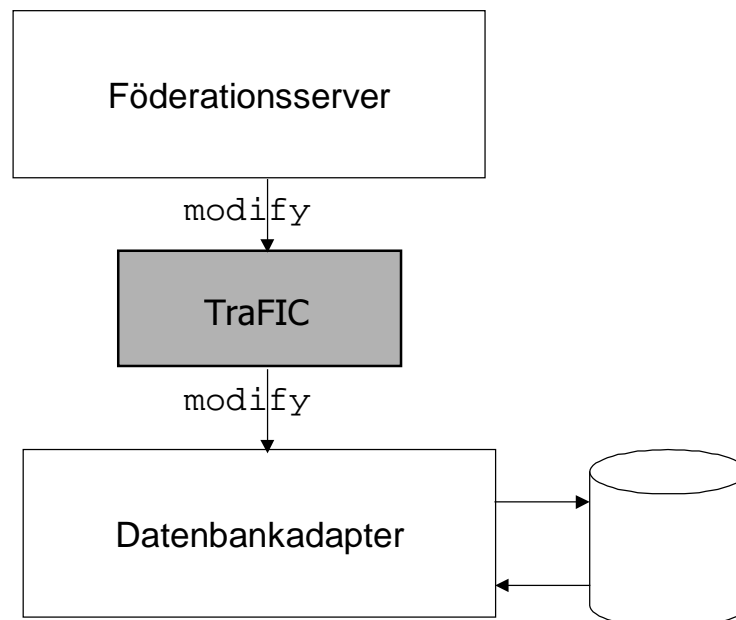 Föderationsserver
modify
TraFIC
modify
Datenbankadapter